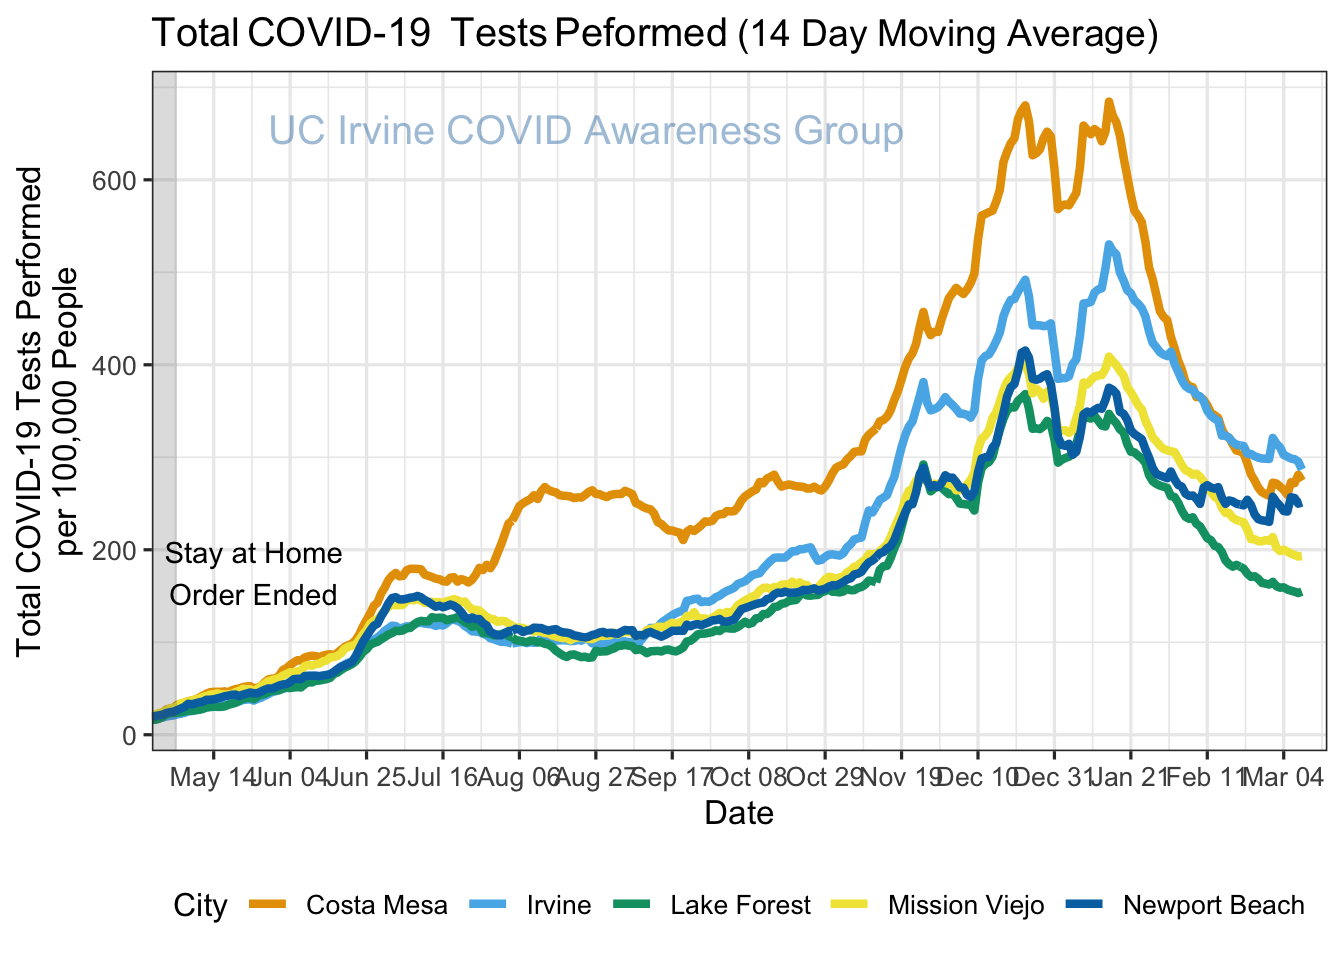 Total COVID-19  Tests Peformed (14 Day Moving Average)
UC Irvine COVID Awareness Group
Total COVID-19 Tests Performed
per 100,000 People
600
400
200
0
Stay at Home
Order Ended
May 14 Jun 04 Jun 25 Jul 16 Aug 06 Aug 27 Sep 17 Oct 08 Oct 29 Nov 19 Dec 10 Dec 31 Jan 21 Feb 11 Mar 04
Date
City Costa Mesa Irvine Lake Forest Mission Viejo Newport Beach